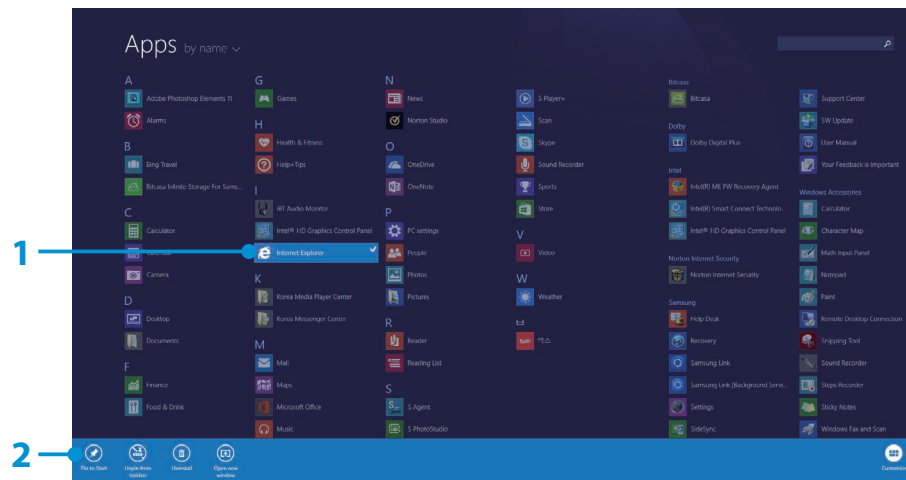 Apps by name
A
Adobe Photoshop Elements 11
Alarms
B
Bing Travel
Bitcasa Infinite Storage For Sams...
C
Calculator
Calendar
Camera
D
Desktop
Documents
F
Finance
Food & Drink
G
Games
H
Health & Fitness
Help+Tips
I
iBT Audio Monitor
Intel® HD Graphics Control Panel
Internet Explorer
K
Korea Media Player Center
Korea Messenger Center
M
Mail
Maps
Microsoft Office
Music
N
News
Norton Studio
O
OneDrive
OneNote
P
PC settings
People
Photos
Pictures
R
Reader
Reading List
S
S Agent
S PhotoStudio
S Player+
Scan
Skype
Sound Recorder
Sports
Store
V
Video
W
Weather
ㅂ
벅스
Bitcasa
Bitcasa
Dolby
Dolby Digital Plus
Intel
Intel(R) ME FW Recovery Agent
Intel(R) Smart Connect Technolo...
Intel® HD Graphics Control Panel
Norton Internet Security
Norton Internet Security
Samsung
Help Desk
Recovery
Samsung Link
Samsung Link (Background Servi...
Settings
SideSync
Support Center
SW Update
User Manual
Your Feedback is Important
Windows Accessories
Calculator
Character Map
Math Input Panel
Notepad
Paint
Remote Desktop Connection
Snipping Tool
Sound Recorder
Steps Recorder
Sticky Notes
Windows Fax and Scan
1
2
Pin to Start
Unpin from
taskbar
Uninstall
Open new
window
Customize